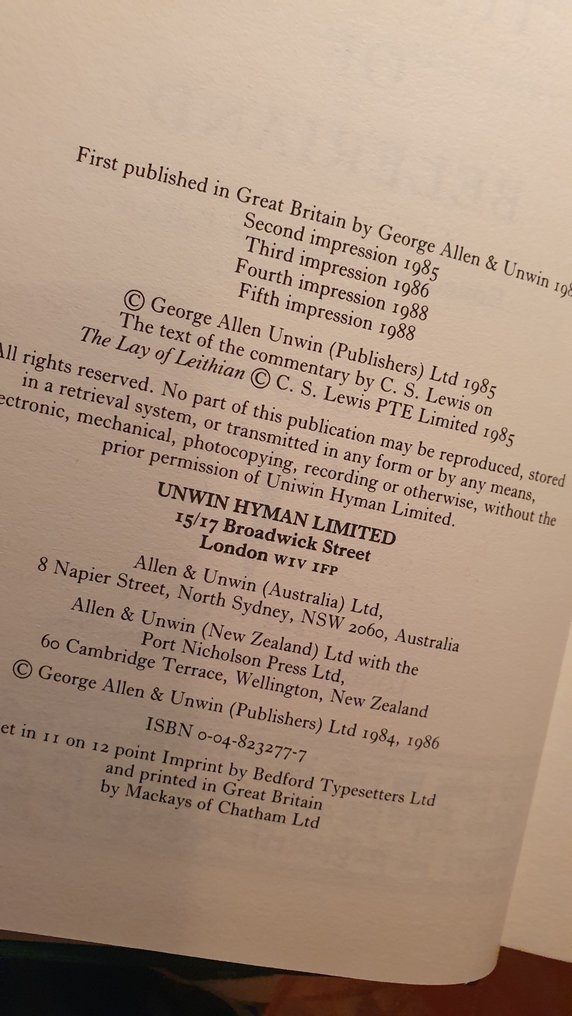 First published in Great Britain by George Allen & Unwin 198
Second impression 1985
Third impression 1986
Fourth impression 1988
Fifth impression 1988
© George Allen Unwin (Publishers) Ltd 1985
The text of the commentary by C. S. Lewis on
The Lay of Leithian © C. S. Lewis PTE Limited 1985
All rights reserved. No part of this publication may be reproduced, stored
in a retrieval system, or transmitted in any form or by any means,
ectronic, mechanical, photocopying, recording or otherwise, without the
prior permission of Uniwin Hyman Limited.
UNWIN HYMAN LIMITED
15/17 Broadwick Street
London W1V 1FP
Allen & Unwin (Australia) Ltd,
8 Napier Street, North Sydney, NSW 2060, Australia
Allen & Unwin (New Zealand) Ltd with the
Port Nicholson Press Ltd,
60 Cambridge Terrace, Wellington, New Zealand
© George Allen & Unwin (Publishers) Ltd 1984, 1986
ISBN 0-04-823277-7
et in 11 on 12 point Imprint by Bedford Typesetters Ltd
and printed in Great Britain
by Mackays of Chatham Ltd